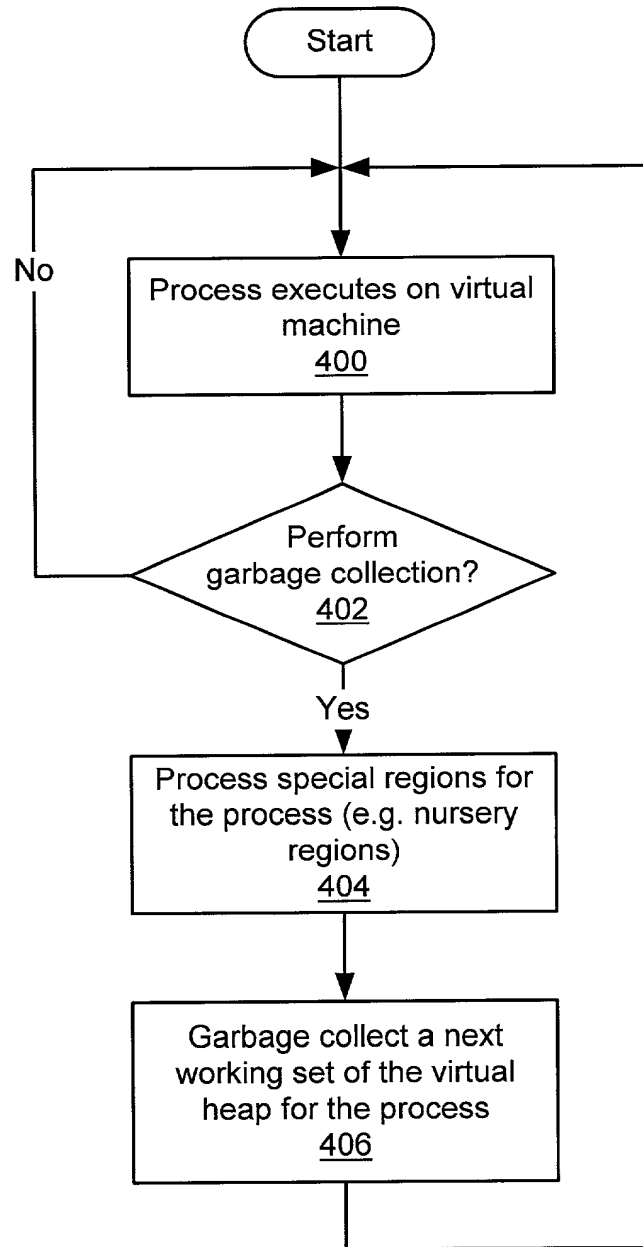 Start
No
Process executes on virtual
machine
400
Perform
garbage collection?
402
Yes
Process special regions for
the process (e.g. nursery
regions)
404
Garbage collect a next
working set of the virtual
heap for the process
406